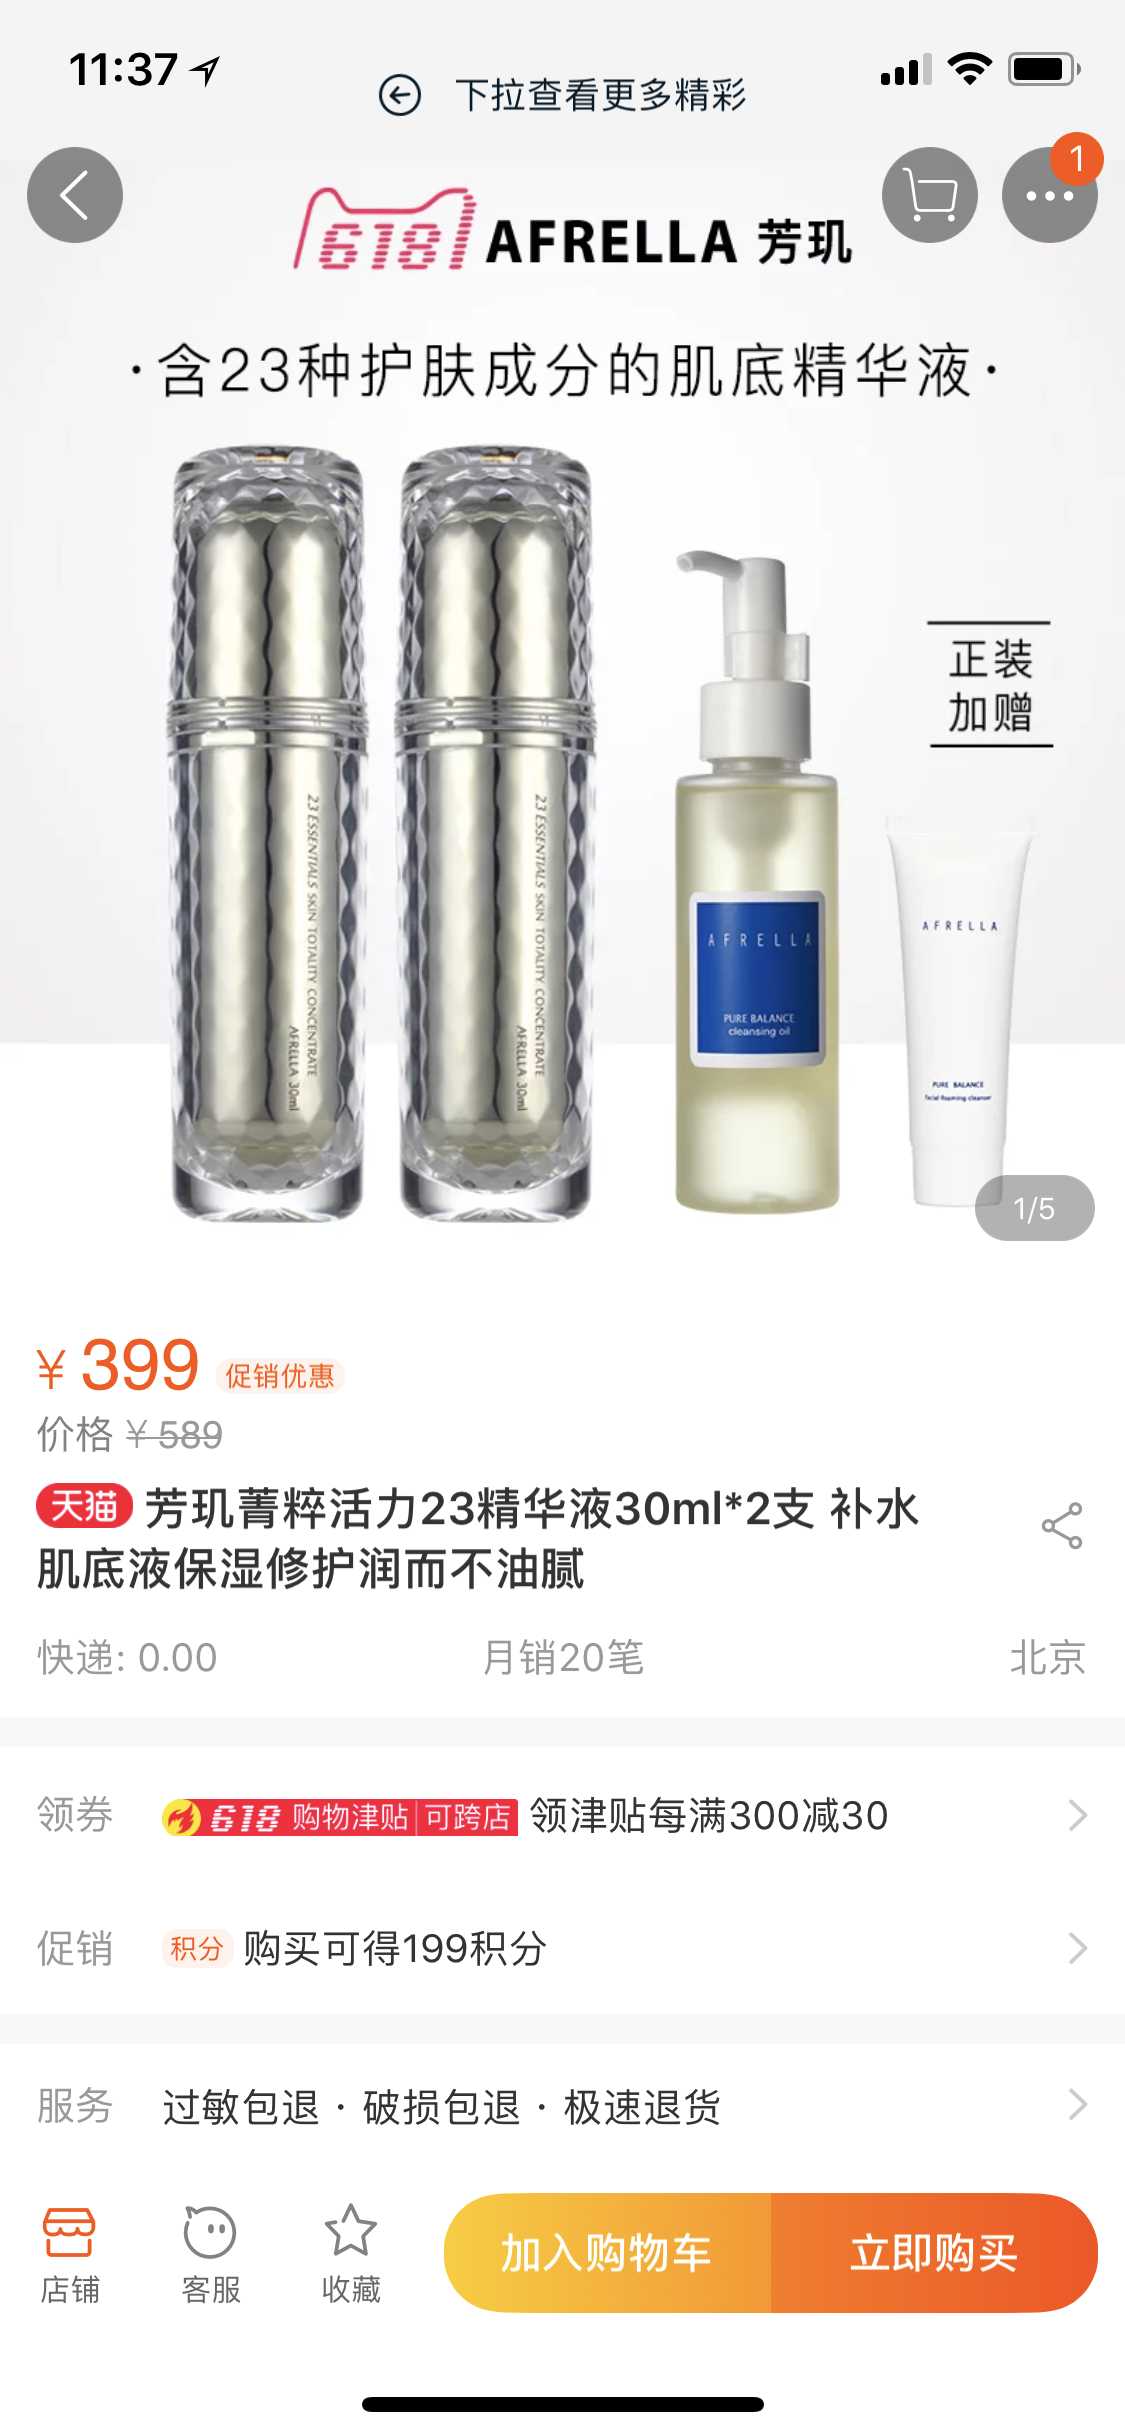 11:37
下拉查看更多精彩
1
618 AFRELLA 芳玑
·含23种护肤成分的肌底精华液·
正装
加赠
23 ESSENTIALS SKIN TOTALITY CONCENTRATE
AFRELLA 30ml
23 ESSENTIALS SKIN TOTALITY CONCENTRATE
AFRELLA 30ml
AFRELLA
PURE BALANCE
cleansing oil
AFRELLA
PURE BALANCE
facial foaming cleanser
1/5
¥399 促销优惠
价格 ¥589
天猫 芳玑菁粹活力23精华液30ml*2支 补水
肌底液保湿修护润而不油腻
快递: 0.00 月销20笔 北京
领券 618 购物津贴 可跨店 领津贴每满300减30
促销 积分 购买可得199积分
服务 过敏包退 · 破损包退 · 极速退货
店铺 客服 收藏 加入购物车 立即购买